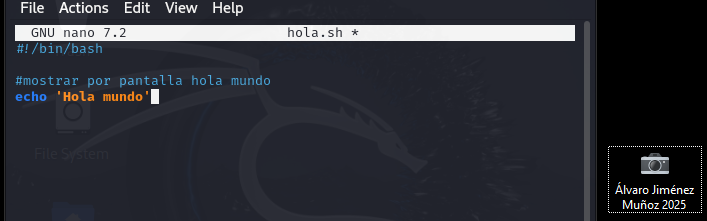 File Actions Edit View Help
GNU nano 7.2 hola.sh *
#!/bin/bash
#mostrar por pantalla hola mundo
echo 'Hola mundo'
File System
Álvaro Jiménez
Muñoz 2025